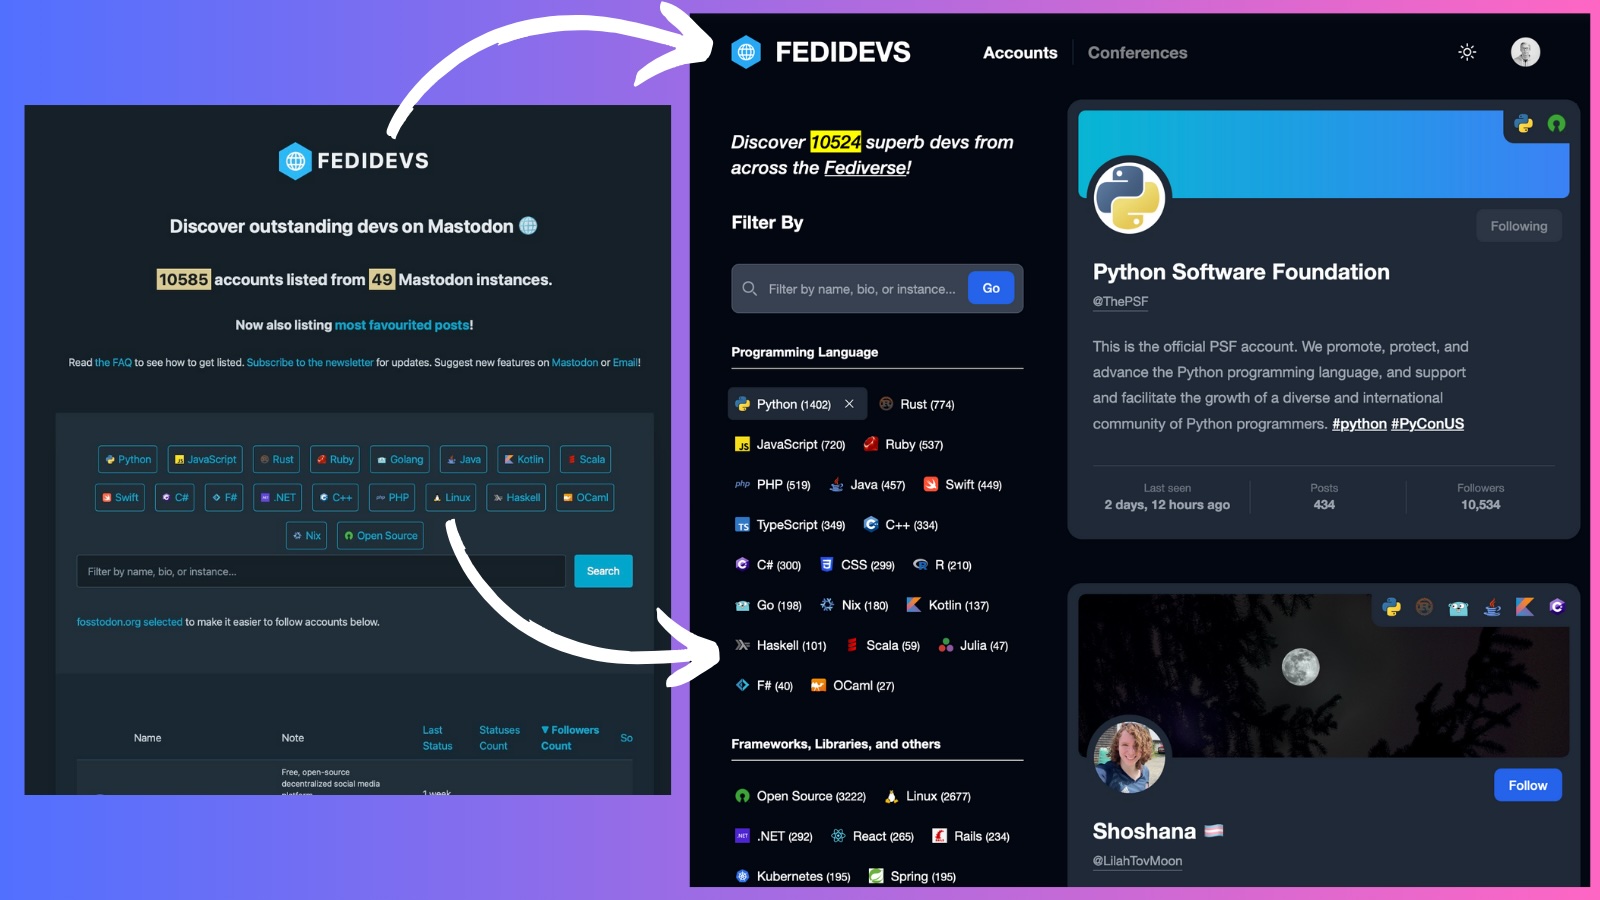 FEDIDEVS
Discover outstanding devs on Mastodon
10585 accounts listed from 49 Mastodon instances.
Now also listing most favourited posts!
Read the FAQ to see how to get listed. Subscribe to the newsletter for updates. Suggest new features on Mastodon or Email!
Python JavaScript Rust Ruby Golang Java Kotlin Scala
Swift C# F# .NET C++ PHP Linux Haskell OCaml
Nix Open Source
Filter by name, bio, or instance... Search
fosstodon.org selected to make it easier to follow accounts below.
Name Note Last Status Statuses Count ▼ Followers Count So
Free, open-source
decentralized social media
platform
1 week
FEDIDEVS Accounts Conferences
Discover 10524 superb devs from
across the Fediverse!
Filter By
Filter by name, bio, or instance... Go
Programming Language
Python (1402) × Rust (774)
JS JavaScript (720) Ruby (537)
php PHP (519) Java (457) Swift (449)
TS TypeScript (349) C++ (334)
C# (300) CSS (299) R (210)
Go (198) Nix (180) Kotlin (137)
Haskell (101) Scala (59) Julia (47)
F# (40) OCaml (27)
Frameworks, Libraries, and others
Open Source (3222) Linux (2677)
.NET .NET (292) React (265) Rails (234)
Kubernetes (195) Spring (195)
Following
Python Software Foundation
@ThePSF
This is the official PSF account. We promote, protect, and
advance the Python programming language, and support
and facilitate the growth of a diverse and international
community of Python programmers. #python #PyConUS
Last seen Posts Followers
2 days, 12 hours ago 434 10,534
Follow
Shoshana
@LilahTovMoon